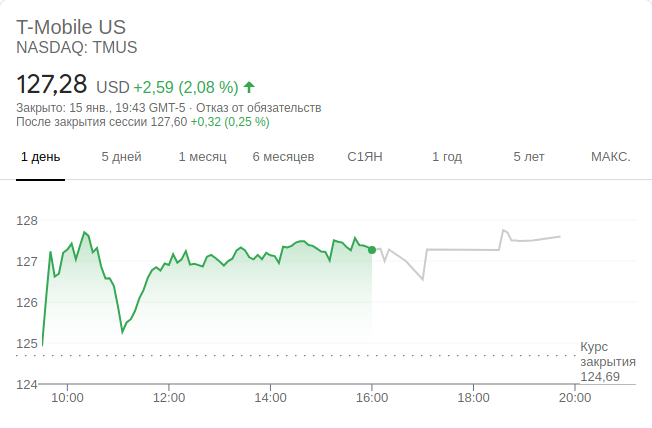 T-Mobile US
NASDAQ: TMUS
127,28 USD +2,59 (2,08 %)
Закрыто: 15 янв., 19:43 GMT-5 · Отказ от обязательств
После закрытия сессии 127,60 +0,32 (0,25 %)
1 день 5 дней 1 месяц 6 месяцев С1ЯН 1 год 5 лет МАКС.
128
127
126
125
Курс
закрытия
124,69
124
10:00 12:00 14:00 16:00 18:00 20:00